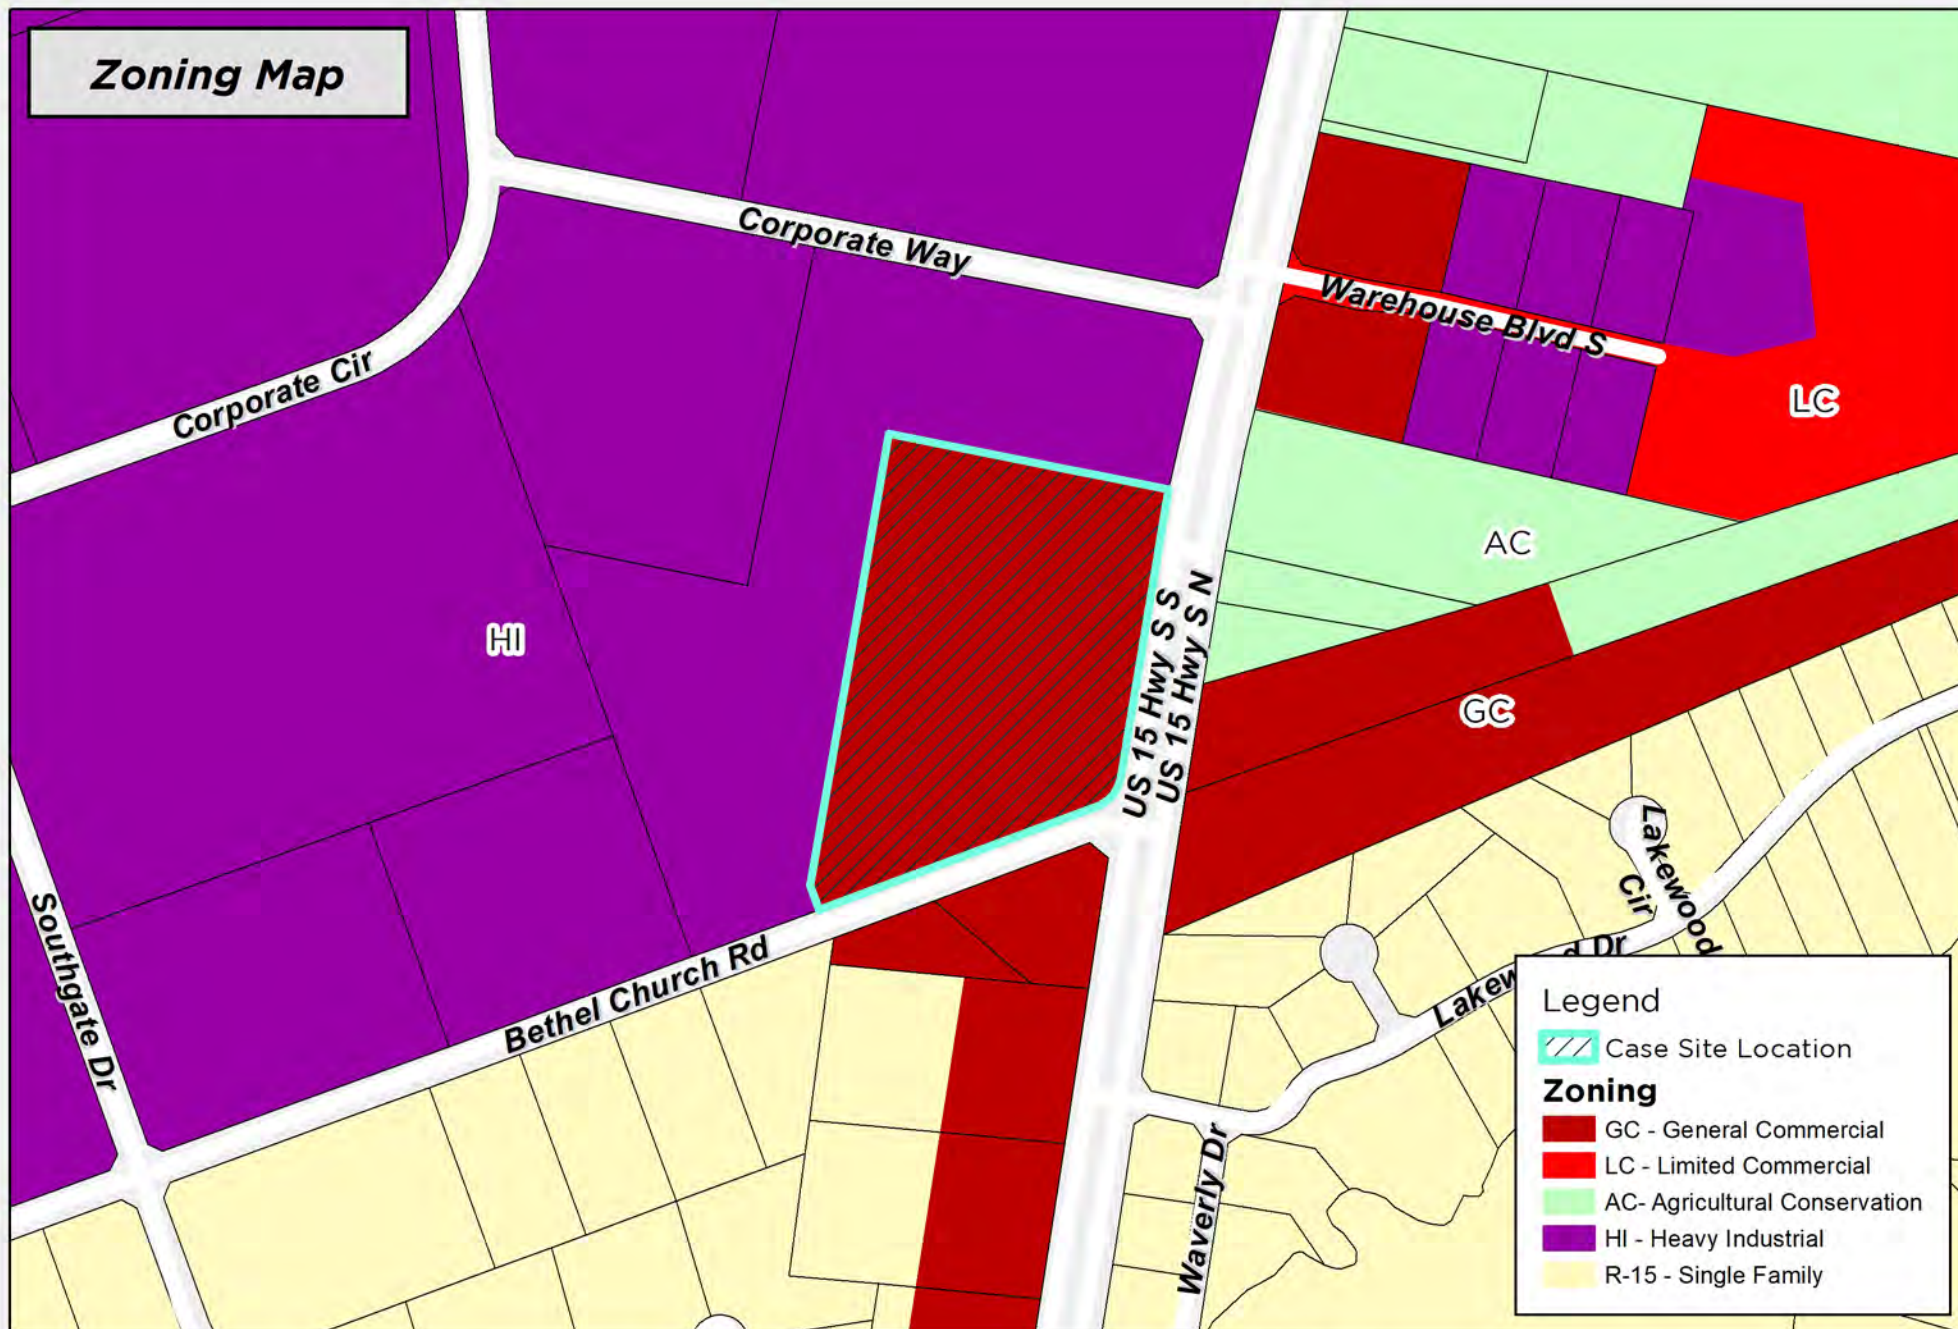 Zoning Map
Corporate Way
Warehouse Blvd S
Corporate Cir
LC
AC
HI
US 15 Hwy S S
US 15 Hwy S N
GC
Lakewood
Cir
Southgate Dr
Bethel Church Rd
Lakew d Dr
Waverly Dr
Legend
Case Site Location
Zoning
GC - General Commercial
LC - Limited Commercial
AC- Agricultural Conservation
HI - Heavy Industrial
R-15 - Single Family